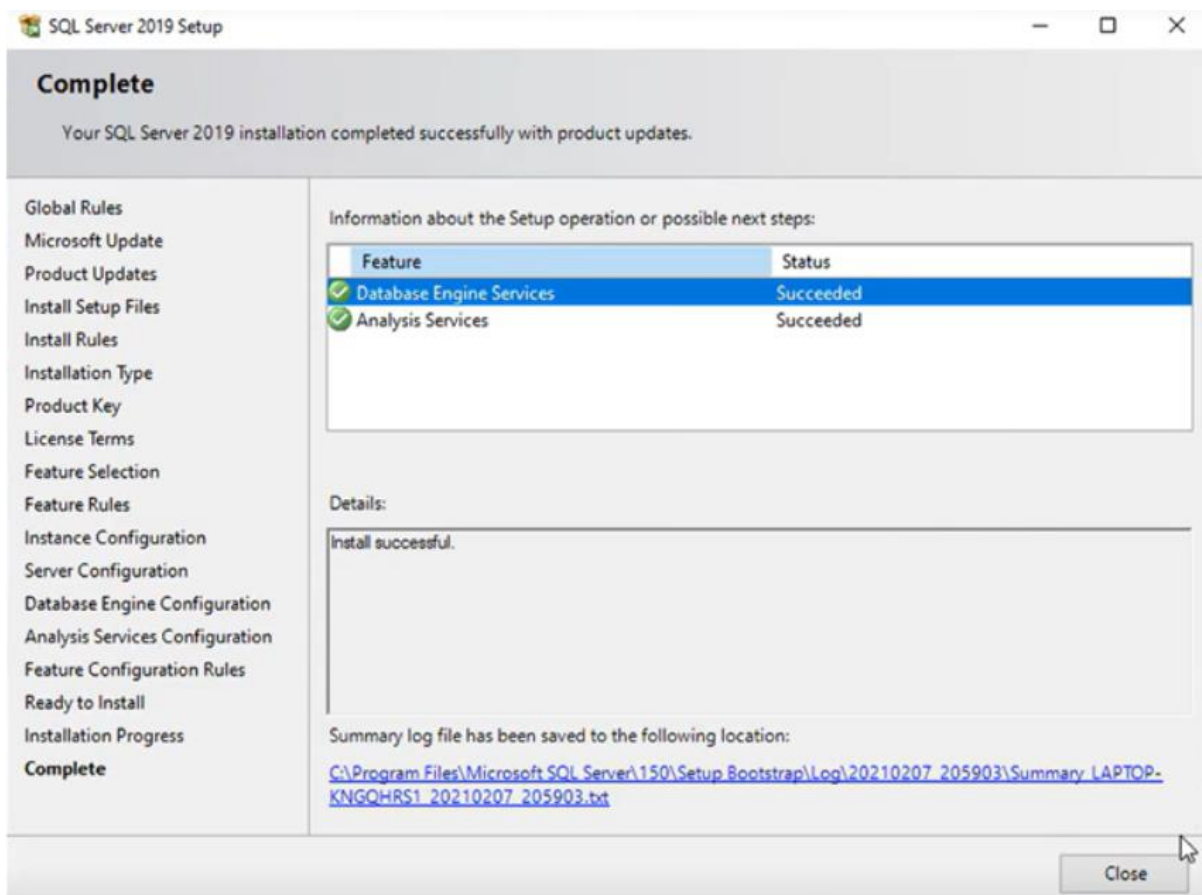 SQL Server 2019 Setup
Complete
Your SQL Server 2019 installation completed successfully with product updates.
Global Rules
Microsoft Update
Product Updates
Install Setup Files
Install Rules
Installation Type
Product Key
License Terms
Feature Selection
Feature Rules
Instance Configuration
Server Configuration
Database Engine Configuration
Analysis Services Configuration
Feature Configuration Rules
Ready to Install
Installation Progress
Complete
Information about the Setup operation or possible next steps:
Feature Status
Database Engine Services Succeeded
Analysis Services Succeeded
Details:
Install successful.
Summary log file has been saved to the following location:
C:\Program Files\Microsoft SQL Server\150\Setup Bootstrap\Log\20210207_205903\Summary_LAPTOP-
KNGQHRS1_20210207_205903.txt
Close